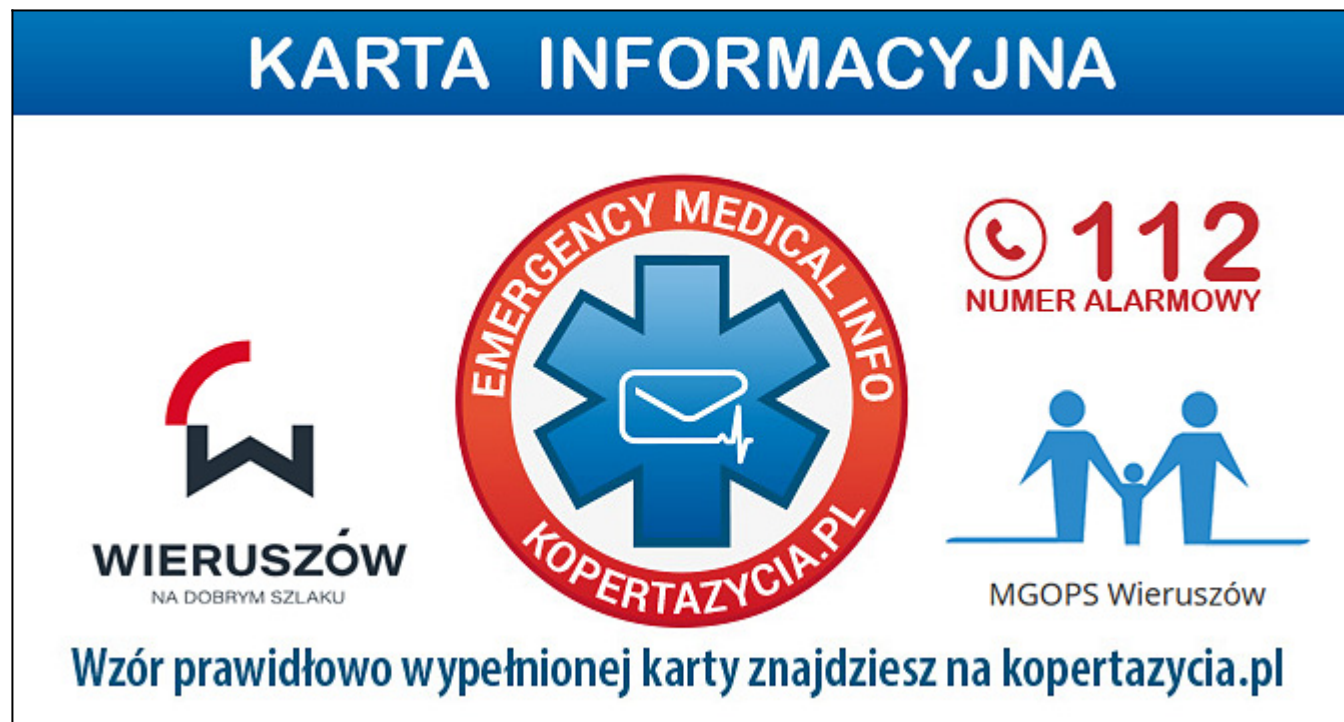 KARTA INFORMACYJNA
EMERGENCY MEDICAL INFO
KOPERTAZYCIA.PL
112
NUMER ALARMOWY
WIERUSZÓW
NA DOBRYM SZLAKU
MGOPS Wieruszów
Wzór prawidłowo wypełnionej karty znajdziesz na kopertazycia.pl